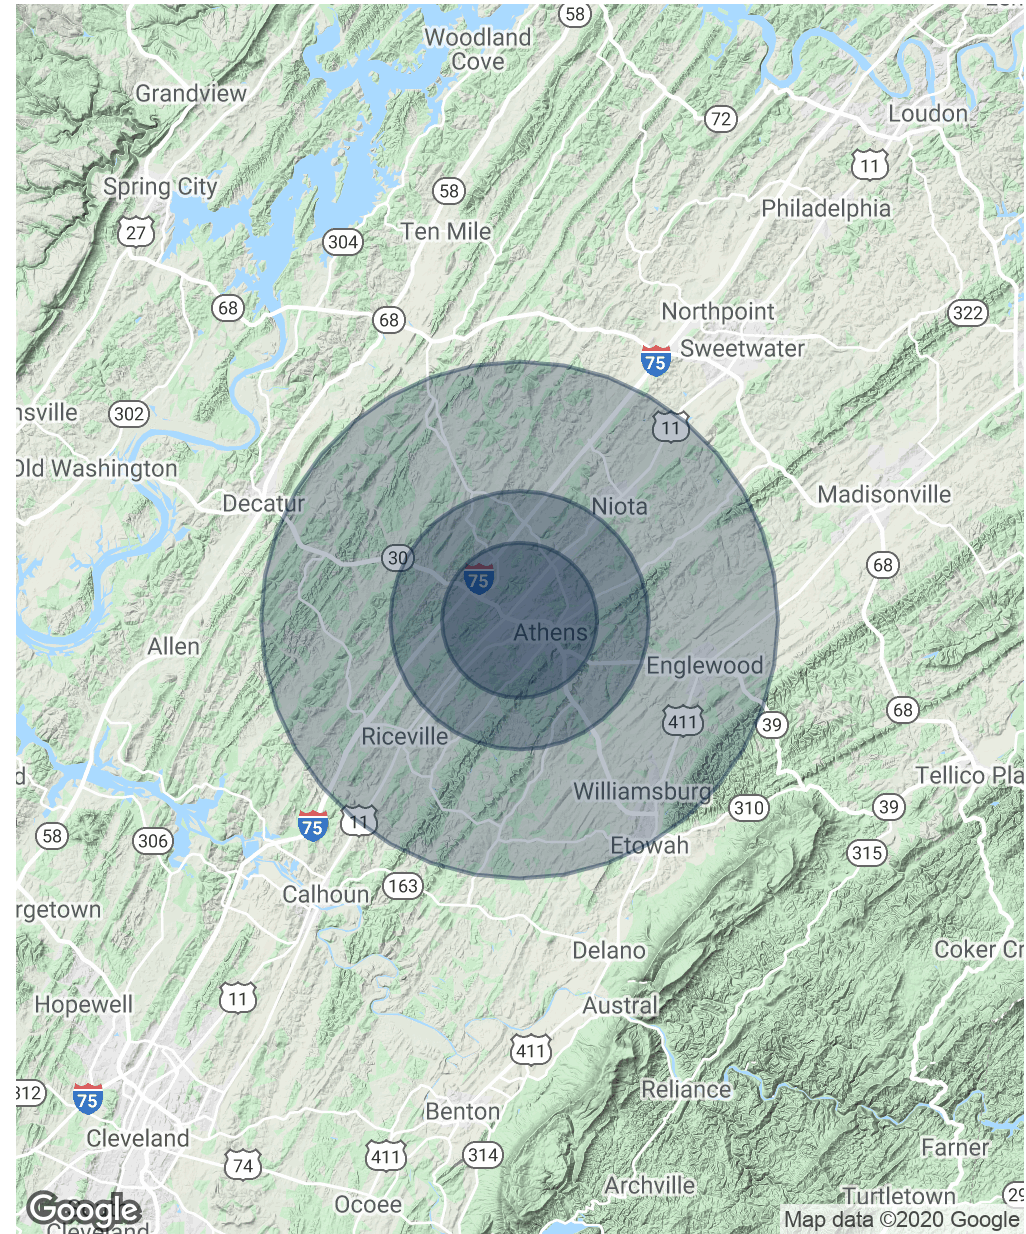 58
Woodland
Cove
Grandview
72
Loudon
11
Spring City
58
Philadelphia
27
304
Ten Mile
68
68
Northpoint
322
75
Sweetwater
nsville
302
11
Old Washington
Decatur
Niota
Madisonville
30
75
68
Athens
Allen
Englewood
411
39
68
Riceville
Tellico Pla
Williamsburg
310
39
58
306
75
11
Etowah
315
Calhoun
163
rgetown
Delano
Coker Cr
Hopewell
11
Austral
411
312
75
Reliance
Benton
Cleveland
411
314
Farner
74
Archville
Turtletown
29
Ocoee
Google
Cleveland
Map data ©2020 Google